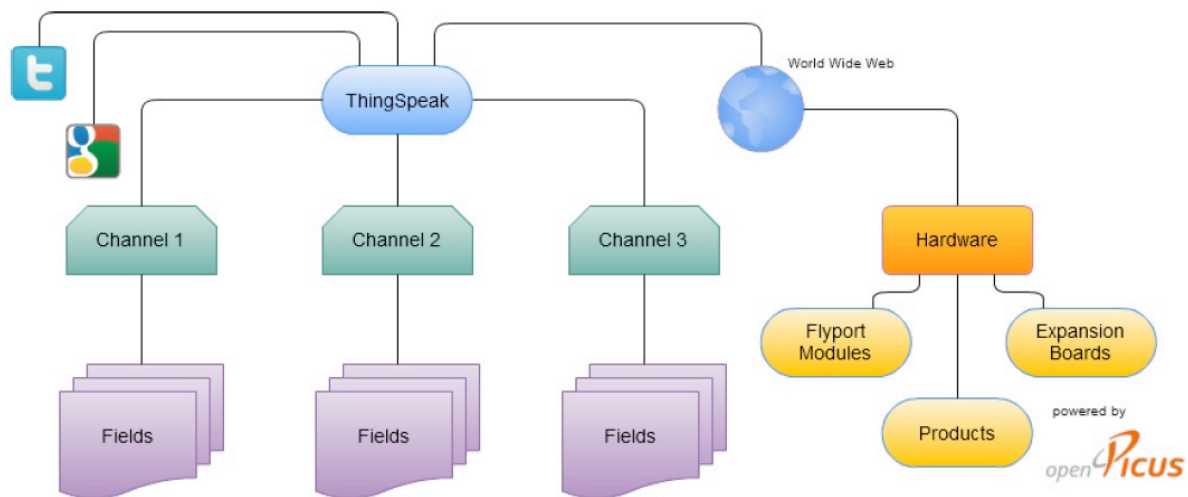 World Wide Web
ThingSpeak
Channel 1
Channel 2
Channel 3
Hardware
Flyport
Modules
Expansion
Boards
Fields
Fields
Fields
Products
powered by
openPicus